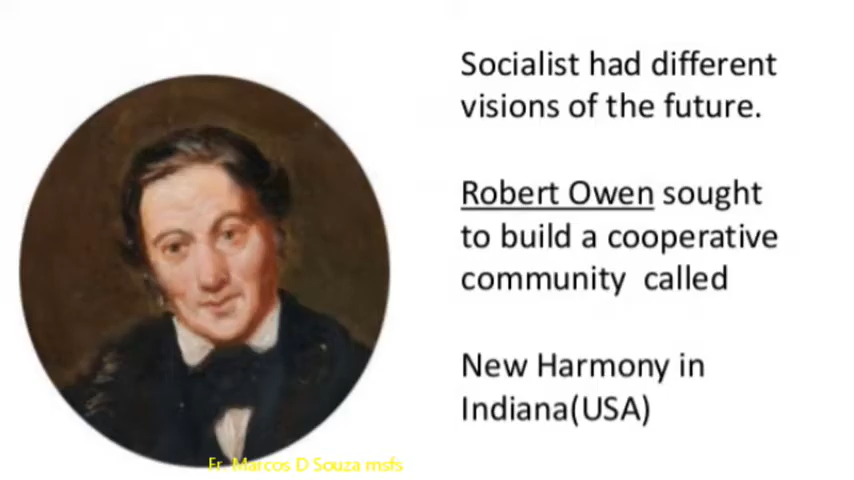 Socialist had different
visions of the future.
Robert Owen sought
to build a cooperative
community called
New Harmony in
Indiana(USA)
Fr Marcos D Souza msfs